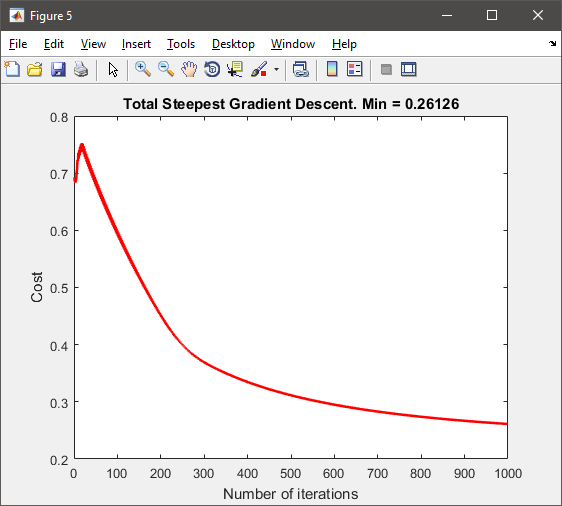 Figure 5
File Edit View Insert Tools Desktop Window Help
Total Steepest Gradient Descent. Min = 0.26126
0.8
0.7
0.6
0.5
0.4
0.3
0.2
Cost
0 100 200 300 400 500 600 700 800 900 1000
Number of iterations